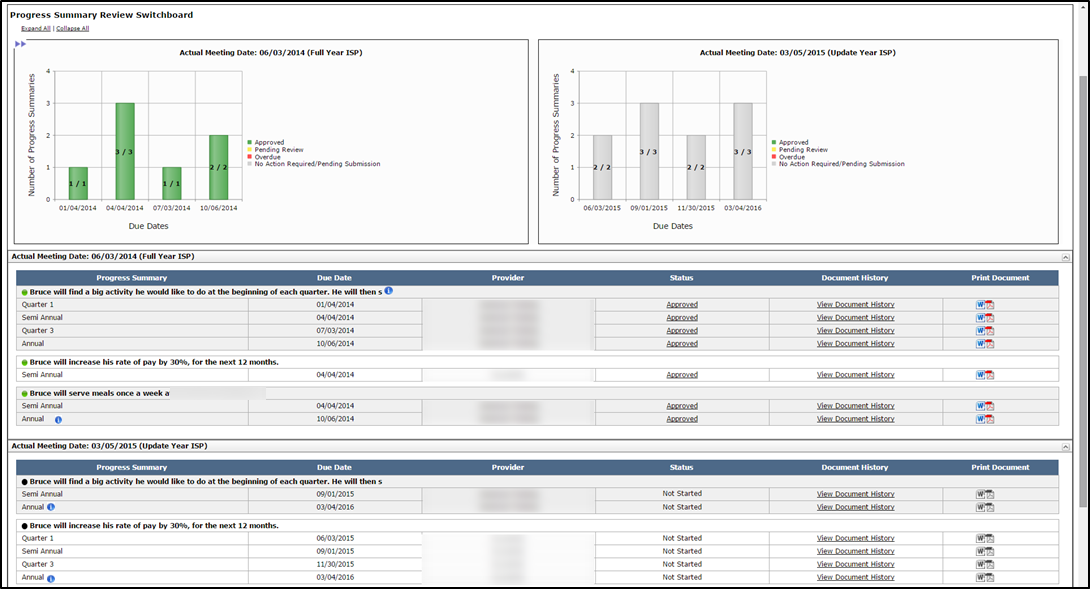 Progress Summary Review Switchboard
Expand All | Collapse All
Actual Meeting Date: 06/03/2014 (Full Year ISP)
Number of Progress Summaries
4
3
2
1
0
1 / 1
3 / 3
1 / 1
2 / 2
01/04/2014 04/04/2014 07/03/2014 10/06/2014
Due Dates
Approved
Pending Review
Overdue
No Action Required/Pending Submission
Actual Meeting Date: 03/05/2015 (Update Year ISP)
Number of Progress Summaries
4
3
2
1
0
2 / 2
3 / 3
2 / 2
3 / 3
06/03/2015 09/01/2015 11/30/2015 03/04/2016
Due Dates
Approved
Pending Review
Overdue
No Action Required/Pending Submission
Actual Meeting Date: 06/03/2014 (Full Year ISP)
Progress Summary Due Date Provider Status Document History Print Document
Bruce will find a big activity he would like to do at the beginning of each quarter. He will then s
Quarter 1 01/04/2014 Approved View Document History
Semi Annual 04/04/2014 Approved View Document History
Quarter 3 07/03/2014 Approved View Document History
Annual 10/06/2014 Approved View Document History
Bruce will increase his rate of pay by 30%, for the next 12 months.
Semi Annual 04/04/2014 Approved View Document History
Bruce will serve meals once a week a
Semi Annual 04/04/2014 Approved View Document History
Annual 10/06/2014 Approved View Document History
Actual Meeting Date: 03/05/2015 (Update Year ISP)
Progress Summary Due Date Provider Status Document History Print Document
Bruce will find a big activity he would like to do at the beginning of each quarter. He will then s
Semi Annual 09/01/2015 Not Started View Document History
Annual 03/04/2016 Not Started View Document History
Bruce will increase his rate of pay by 30%, for the next 12 months.
Quarter 1 06/03/2015 Not Started View Document History
Semi Annual 09/01/2015 Not Started View Document History
Quarter 3 11/30/2015 Not Started View Document History
Annual 03/04/2016 Not Started View Document History